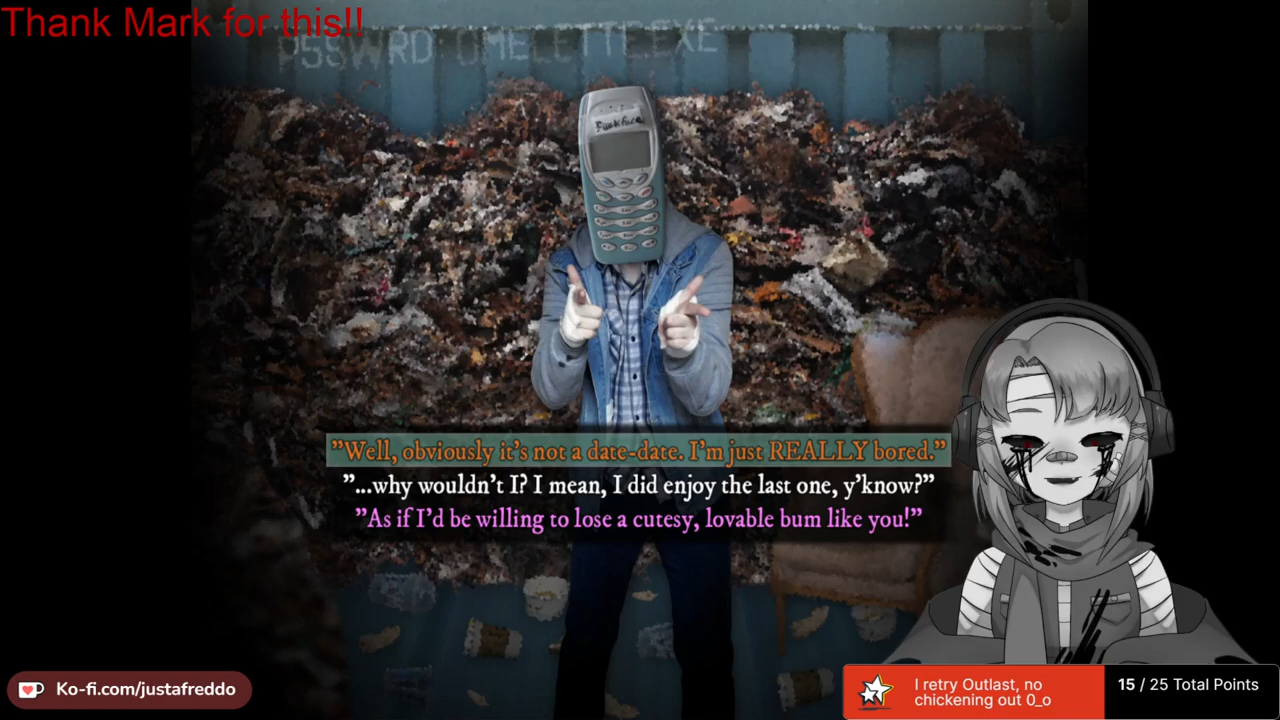 Thank Mark for this!!
P55WRD OMELETTE.EXE
Fuckface
"Well, obviously it's not a date-date. I'm just REALLY bored."
"...why wouldn't I? I mean, I did enjoy the last one, y'know?"
"As if I'd be willing to lose a cutesy, lovable bum like you!"
Ko-fi.com/justafreddo
I retry Outlast, no
chickening out 0_o
15 / 25 Total Points